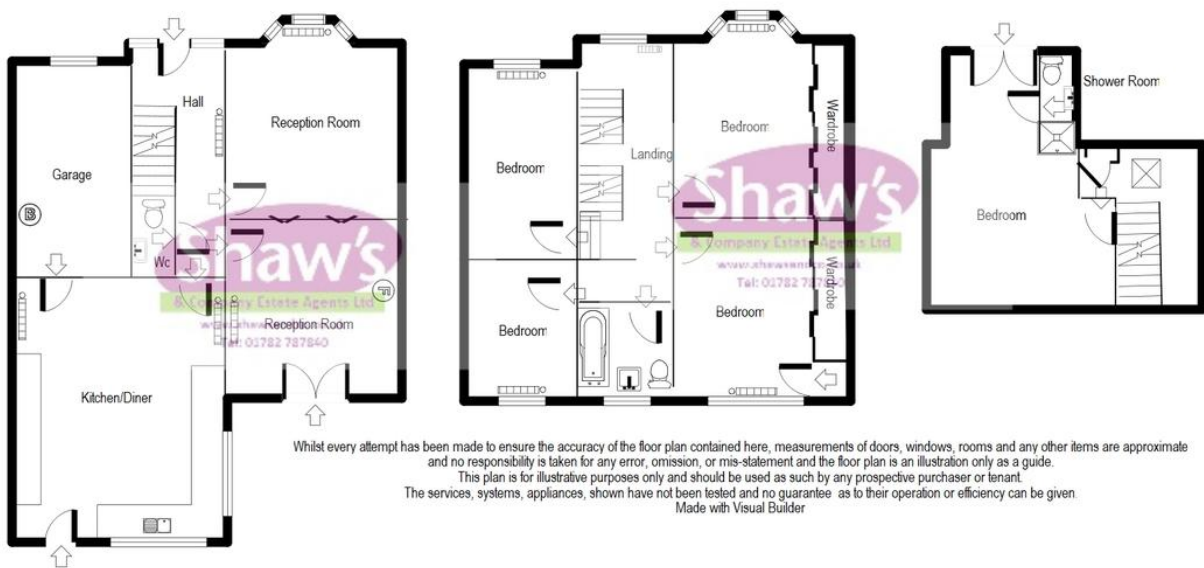 Hall
Reception Room
Garage
B
Wc
Shaw's
& Company Estate Agents Ltd
Tel: 01782 787840
F
Reception Room
Kitchen/Diner
Bedroom
Landing
Bedroom
Wardrobe
Shaw's
& Company Estate Agents Ltd
Tel: 01782
Bedroom
Bedroom
Wardrobe
Shower Room
Bedroom
Whilst every attempt has been made to ensure the accuracy of the floor plan contained here, measurements of doors, windows, rooms and any other items are approximate
and no responsibility is taken for any error, omission, or mis-statement and the floor plan is an illustration only as a guide.
This plan is for illustrative purposes only and should be used as such by any prospective purchaser or tenant.
The services, systems, appliances, shown have not been tested and no guarantee as to their operation or efficiency can be given.
Made with Visual Builder